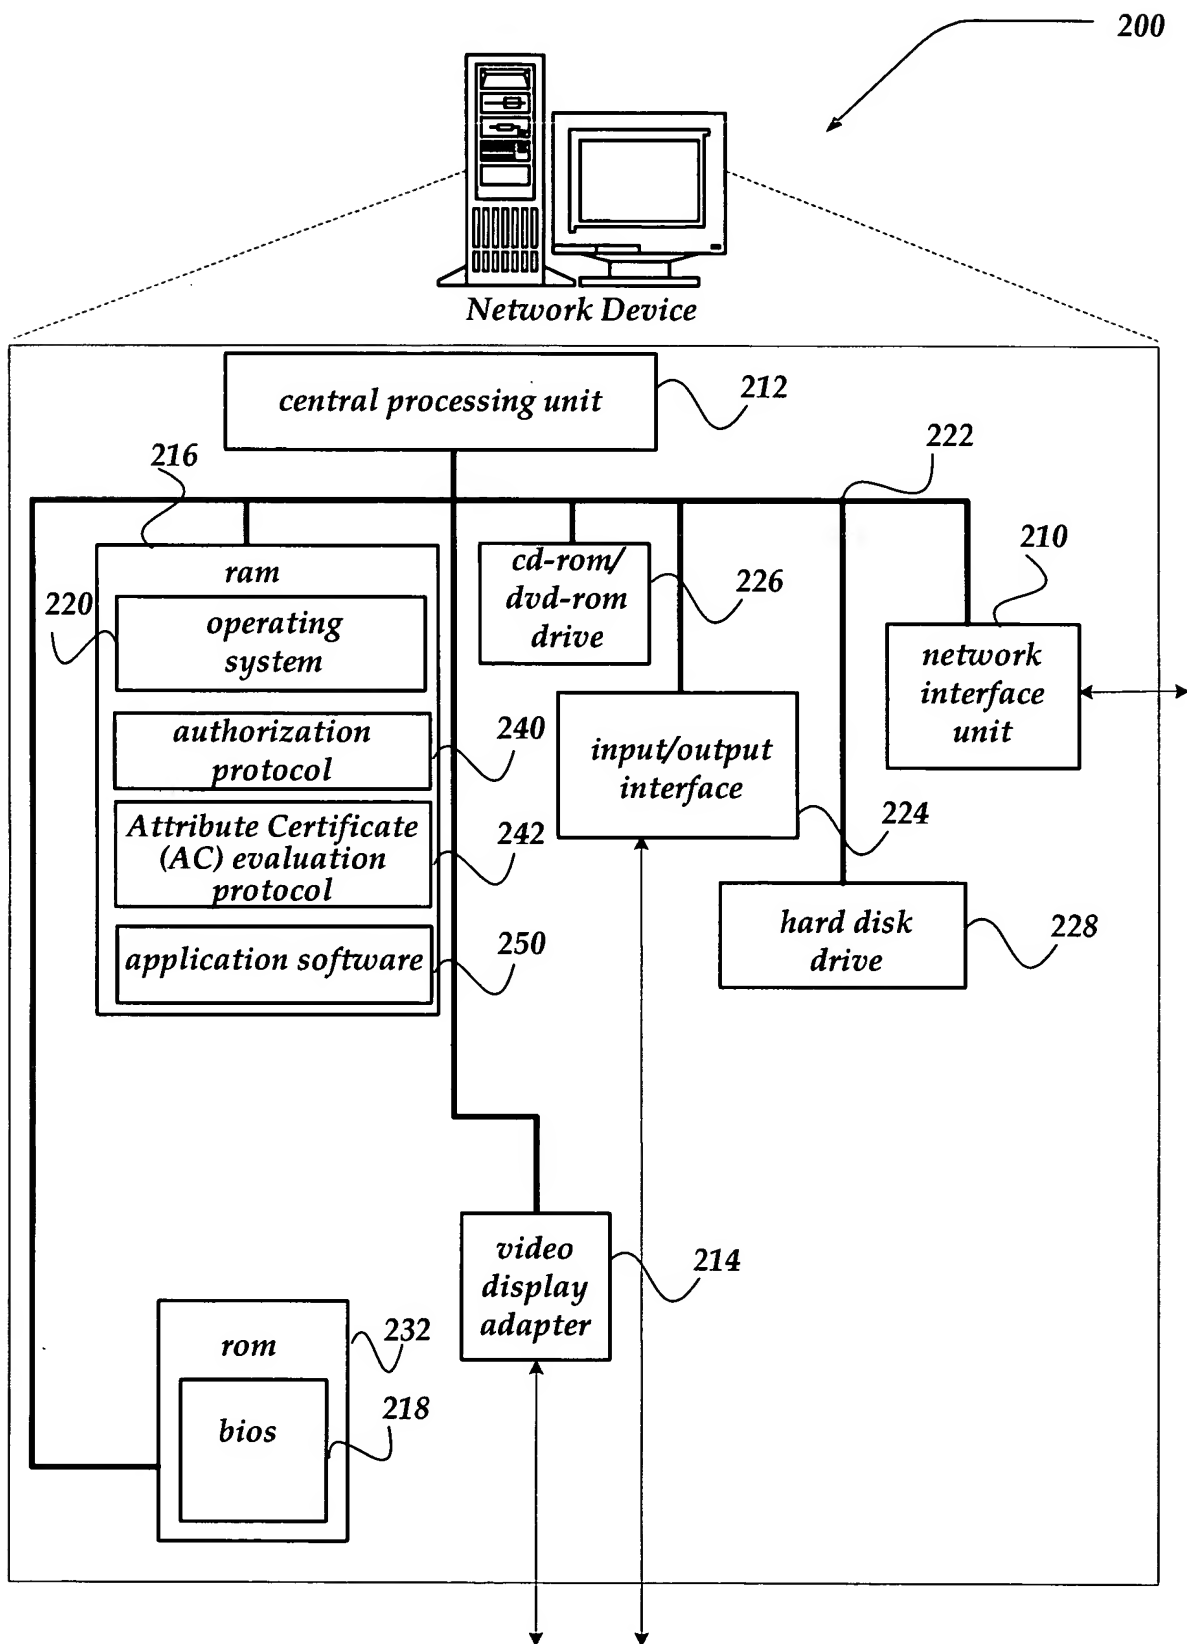 200
Network Device
central processing unit
212
216
222
ram
cd-rom/
dvd-rom
drive
226
210
220
operating
system
network
interface
unit
authorization
protocol
240
input/output
interface
224
Attribute Certificate
(AC) evaluation
protocol
242
hard disk
drive
228
application software
250
video
display
adapter
214
rom
232
bios
218